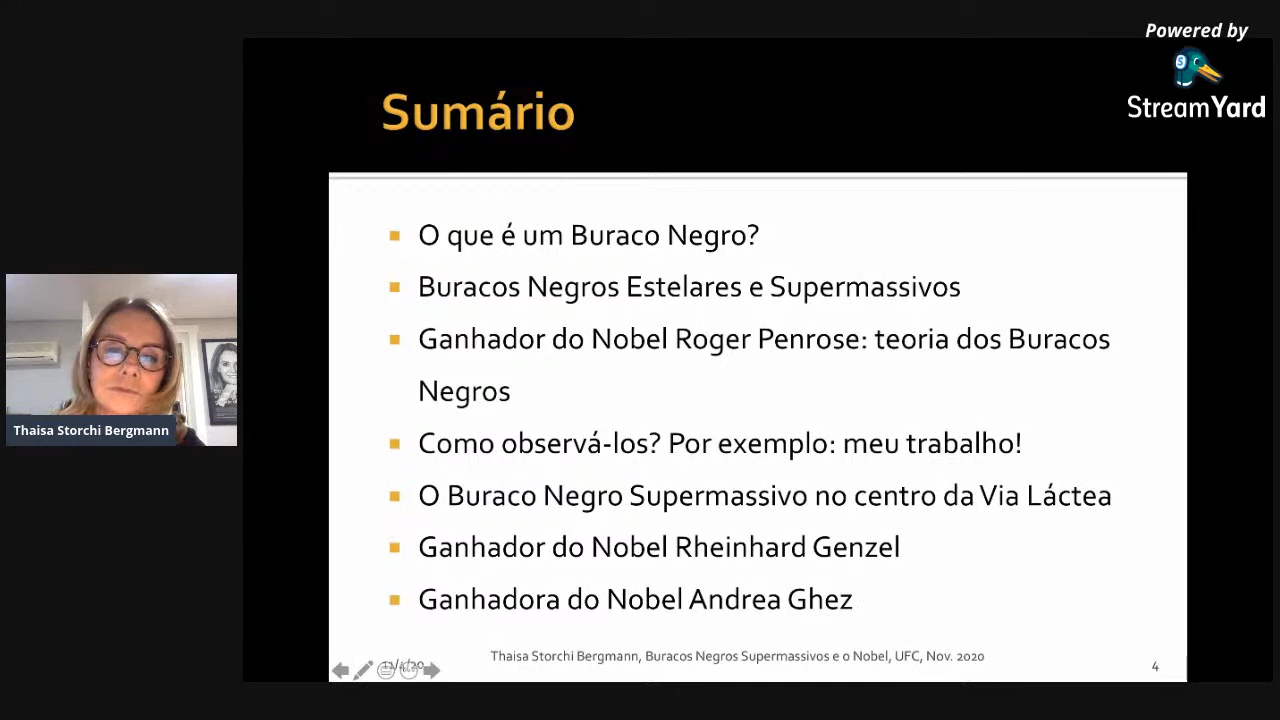 Powered by
StreamYard
Sumário
O que é um Buraco Negro?
Buracos Negros Estelares e Supermassivos
Ganhador do Nobel Roger Penrose: teoria dos Buracos
Negros
Como observá-los? Por exemplo: meu trabalho!
O Buraco Negro Supermassivo no centro da Via Láctea
Ganhador do Nobel Rheinhard Genzel
Ganhadora do Nobel Andrea Ghez
Thaisa Storchi Bergmann
Thaisa Storchi Bergmann, Buracos Negros Supermassivos e o Nobel, UFC, Nov. 2020
4